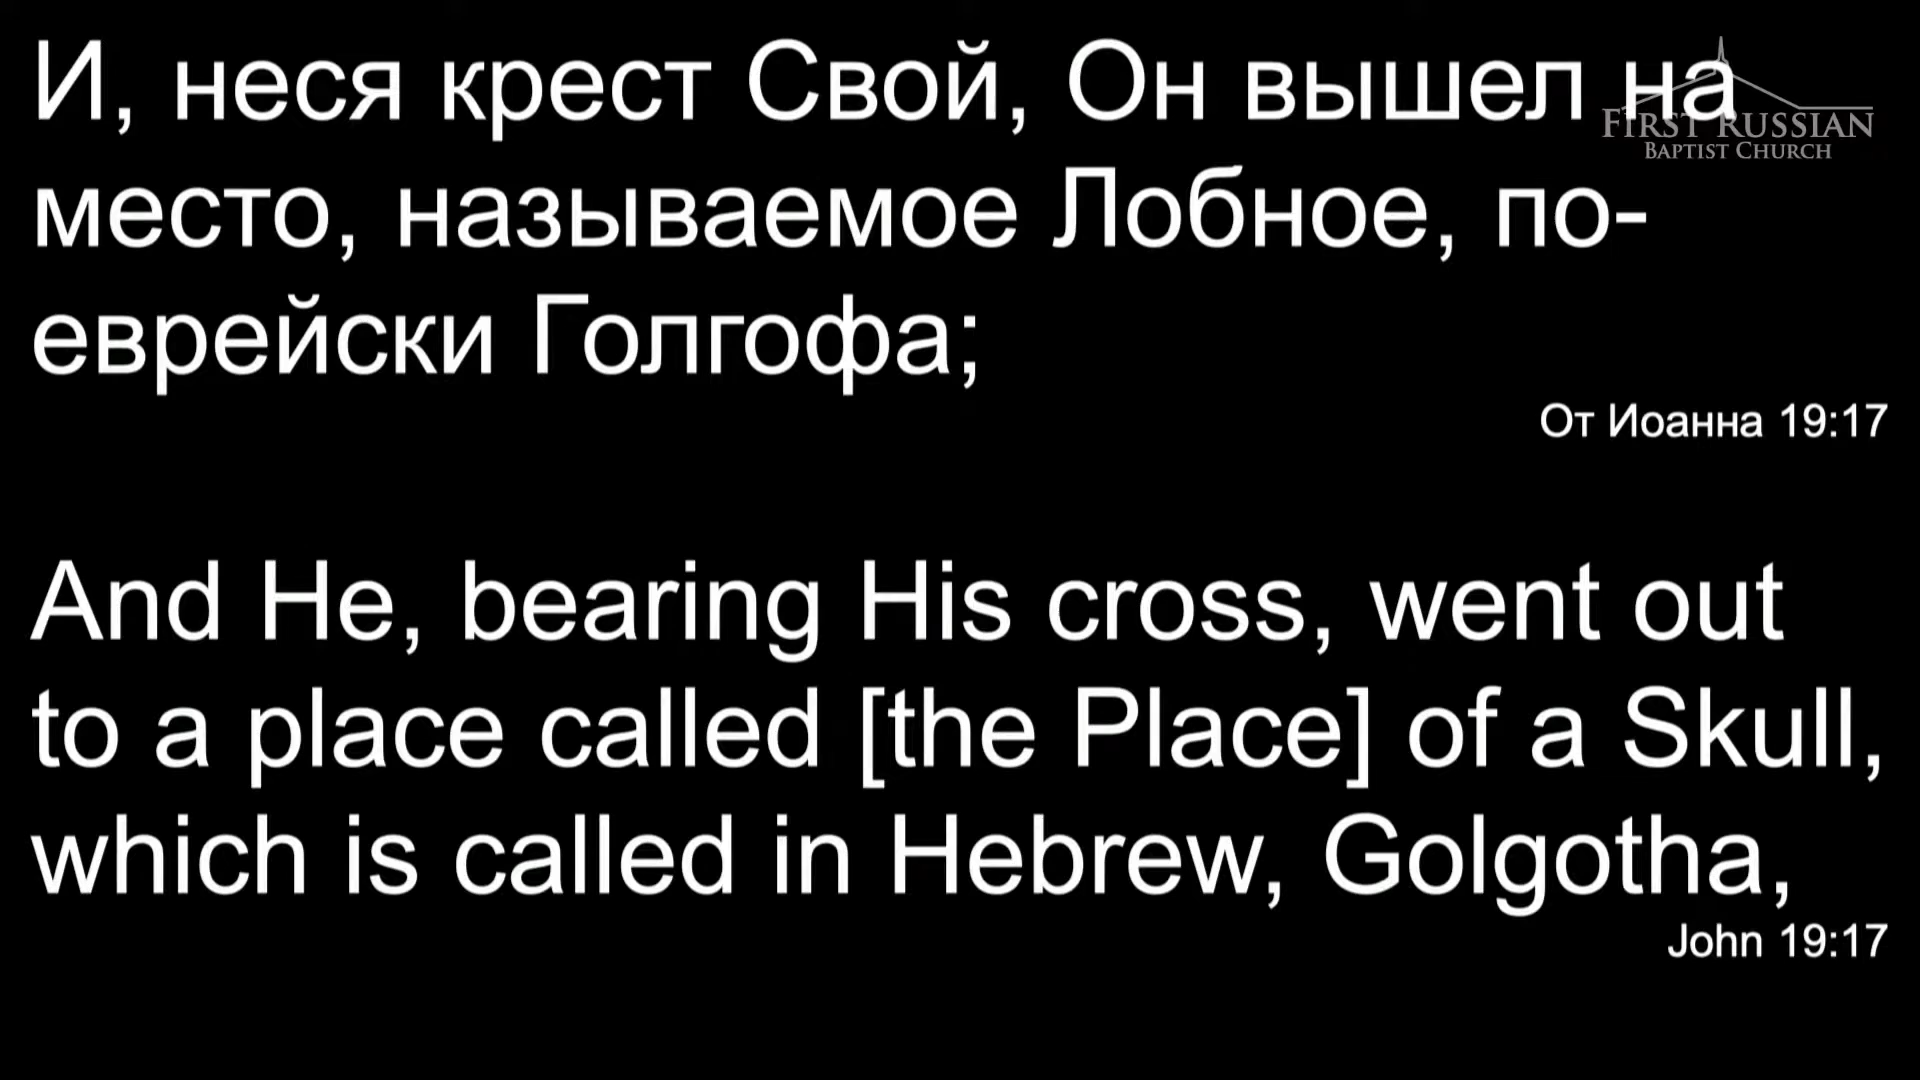 И, неся крест Свой, Он вышел на
место, называемое Лобное, по-
еврейски Голгофа;
От Иоанна 19:17
And He, bearing His cross, went out
to a place called [the Place] of a Skull,
which is called in Hebrew, Golgotha,
John 19:17
First Russian
Baptist Church